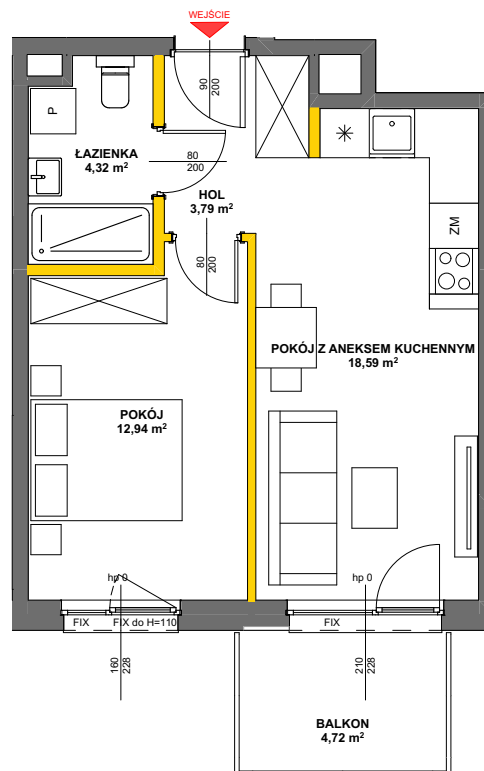 WEJŚCIE
90
200
P
ŁAZIENKA
4,32 m²
80
200
HOL
3,79 m²
ZM
80
200
POKÓJ Z ANEKSEM KUCHENNYM
18,59 m²
POKÓJ
12,94 m²
hp 0
hp 0
FIX
FIX do H=110
FIX
160
228
210
228
BALKON
4,72 m²